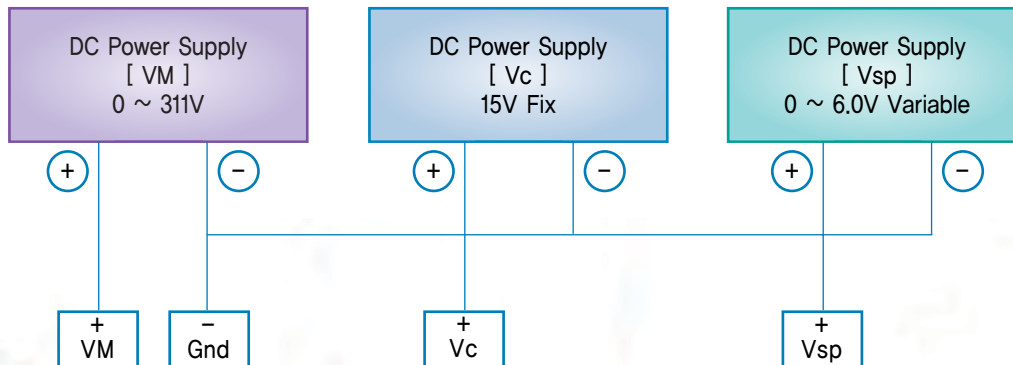 DC Power Supply
[ VM ]
0 ~ 311V
DC Power Supply
[ Vc ]
15V Fix
DC Power Supply
[ Vsp ]
0 ~ 6.0V Variable
+
−
+
−
+
−
+
VM
−
Gnd
+
Vc
+
Vsp